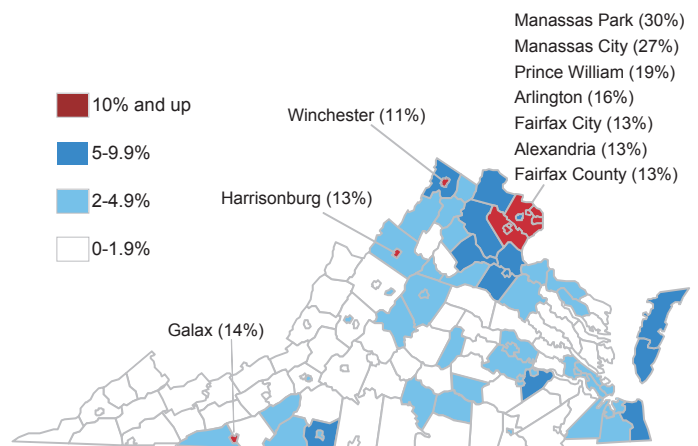 Manassas Park (30%)
Manassas City (27%)
Prince William (19%)
Arlington (16%)
Fairfax City (13%)
Alexandria (13%)
Fairfax County (13%)
10% and up
5-9.9%
2-4.9%
0-1.9%
Winchester (11%)
Harrisonburg (13%)
Galax (14%)